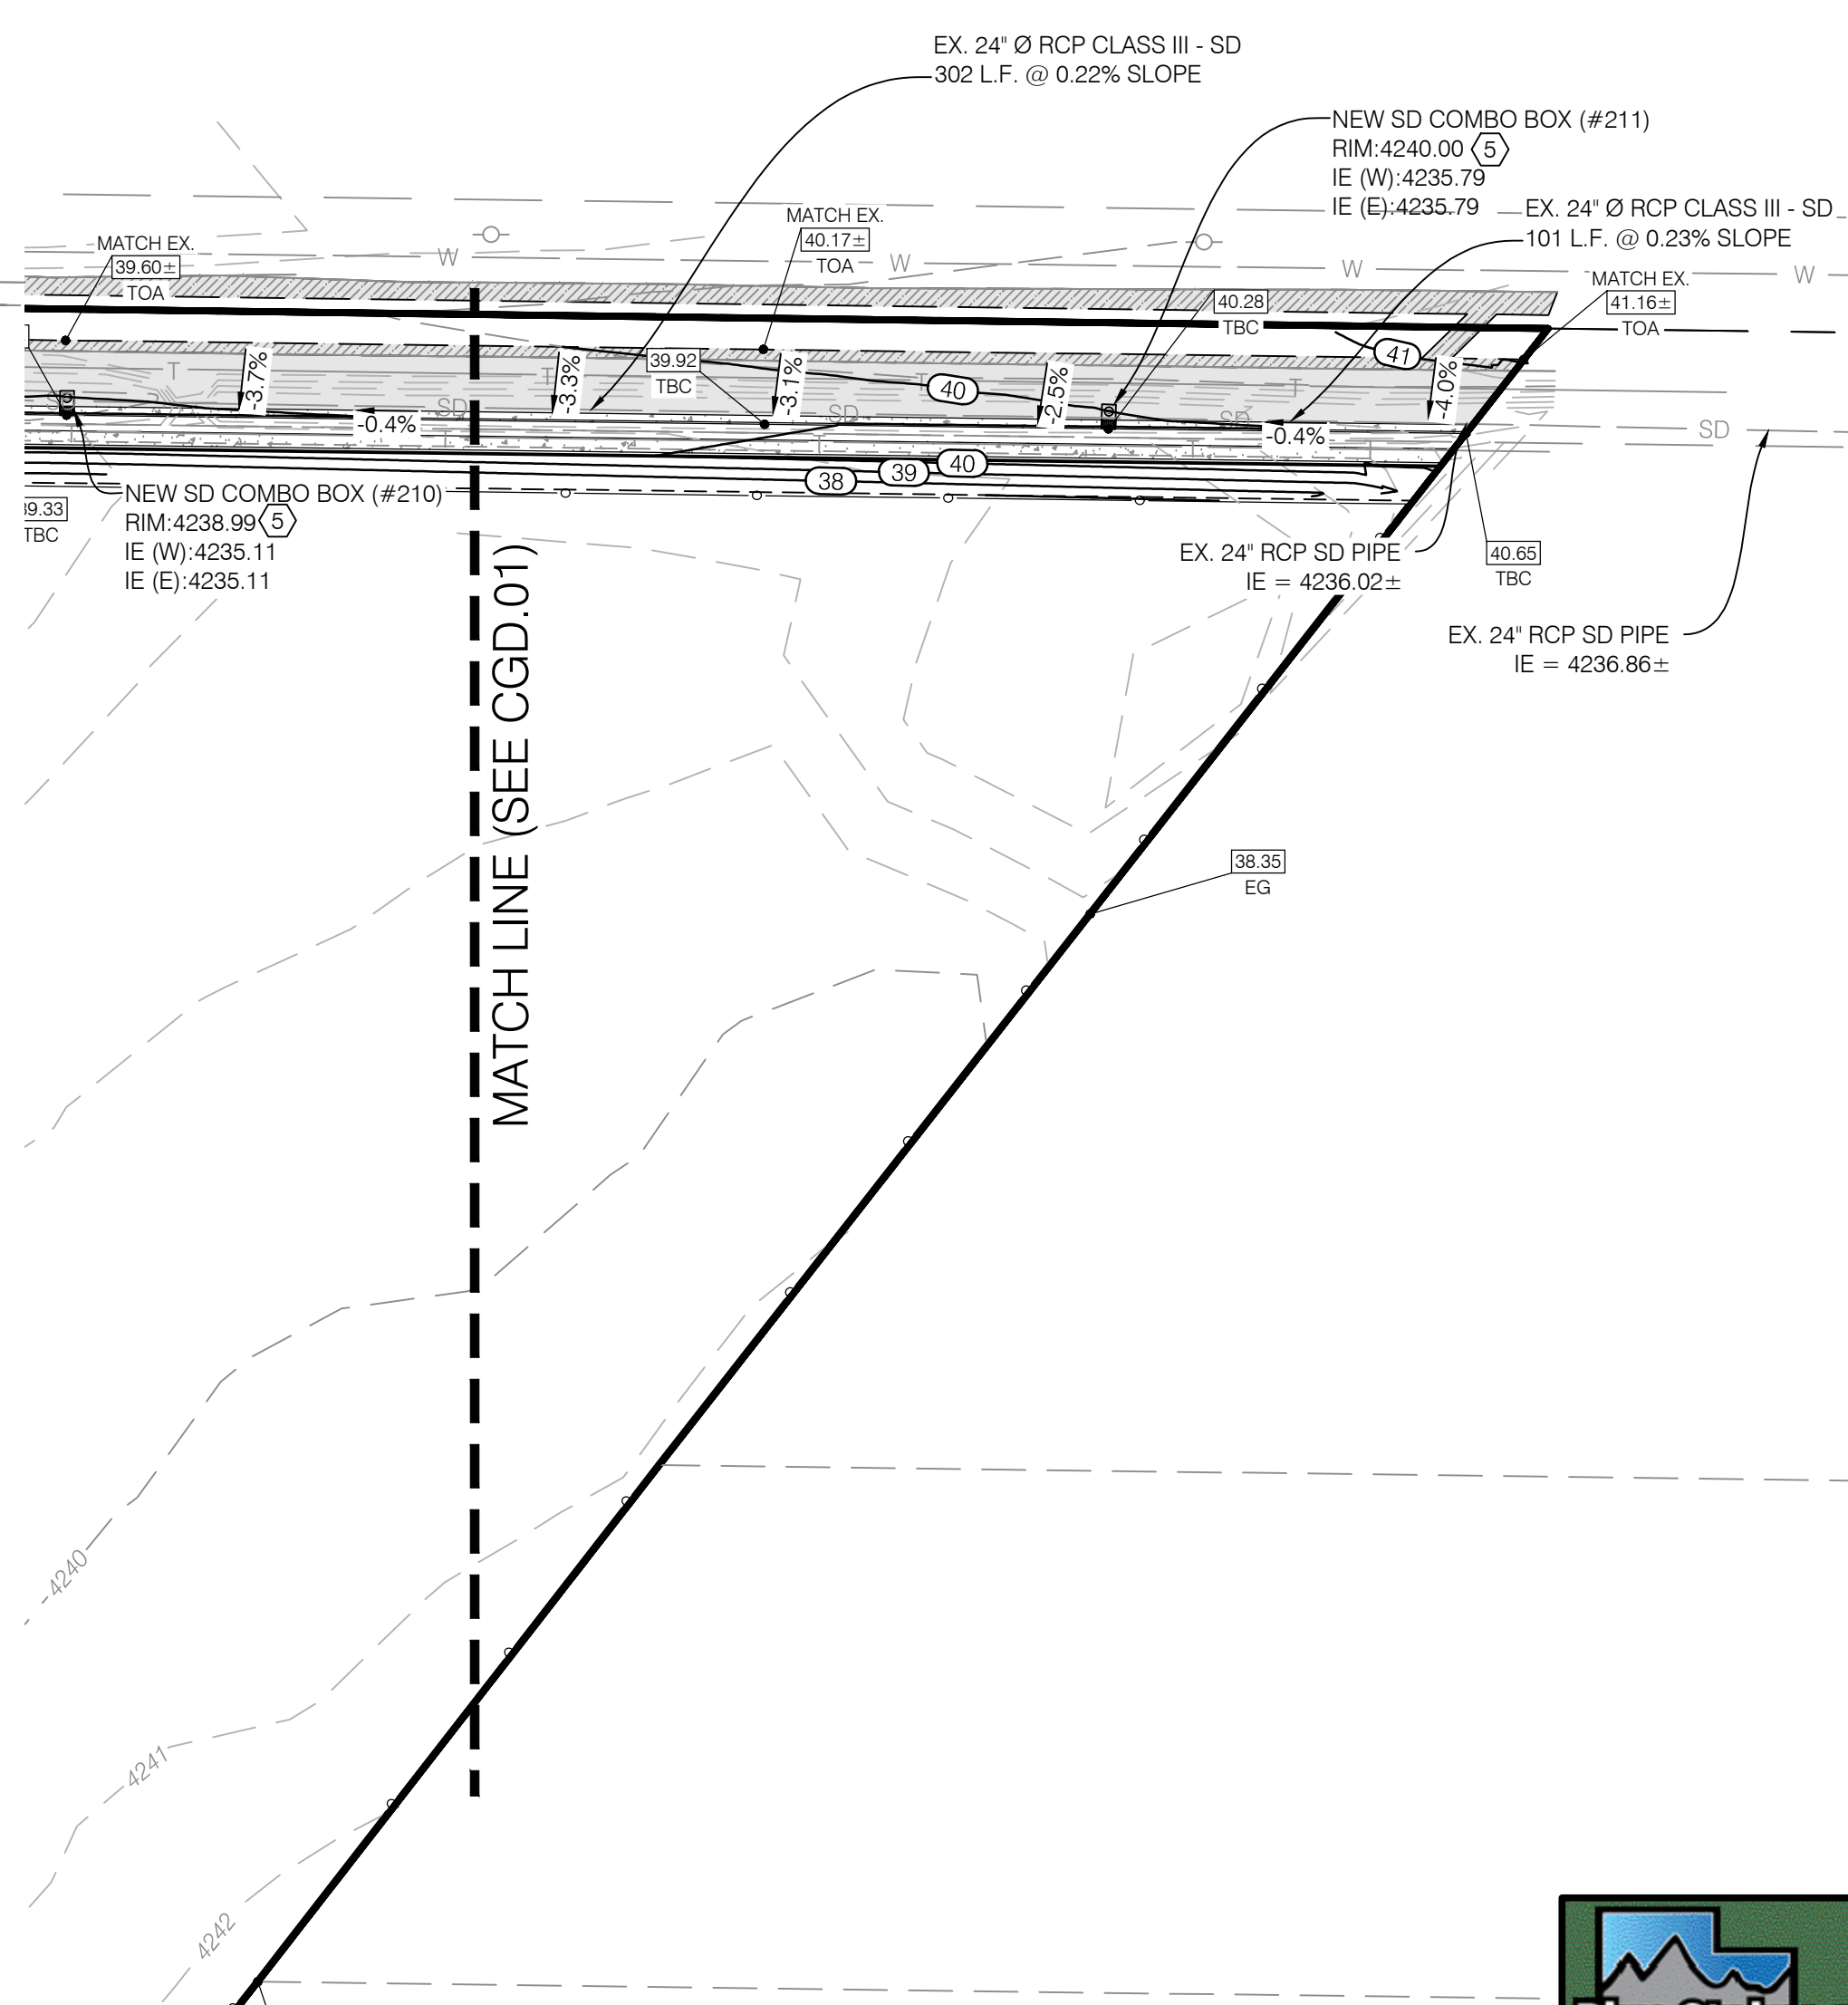 EX. 24" Ø RCP CLASS III - SD
302 L.F. @ 0.22% SLOPE
NEW SD COMBO BOX (#211)
RIM:4240.00 5
IE (W):4235.79
IE (E):4235.79
EX. 24" Ø RCP CLASS III - SD
101 L.F. @ 0.23% SLOPE
MATCH EX.
39.60±
TOA
MATCH EX.
40.17±
TOA
W
W
W
W
MATCH EX.
41.16±
TOA
40.28
TBC
39.92
TBC
41
40
-3.7%
-3.3%
-3.1%
-2.5%
-4.0%
T
T
T
T
SD
SD
SD
SD
-0.4%
-0.4%
T
T
T
T
40
39
38
NEW SD COMBO BOX (#210)
RIM:4238.99 5
IE (W):4235.11
IE (E):4235.11
39.33
TBC
EX. 24" RCP SD PIPE
IE = 4236.02±
40.65
TBC
EX. 24" RCP SD PIPE
IE = 4236.86±
MATCH LINE (SEE CGD.01)
38.35
EG
4240
4241
4242